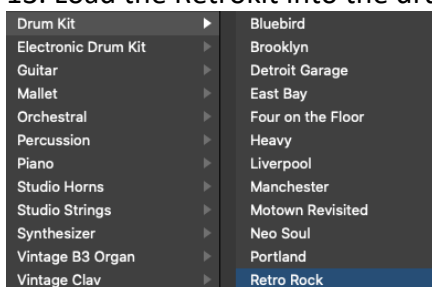 13. Load the Retrokit into the dru
Drum Kit
Electronic Drum Kit
Guitar
Mallet
Orchestral
Percussion
Piano
Studio Horns
Studio Strings
Synthesizer
Vintage B3 Organ
Vintage Clav
Bluebird
Brooklyn
Detroit Garage
East Bay
Four on the Floor
Heavy
Liverpool
Manchester
Motown Revisited
Neo Soul
Portland
Retro Rock